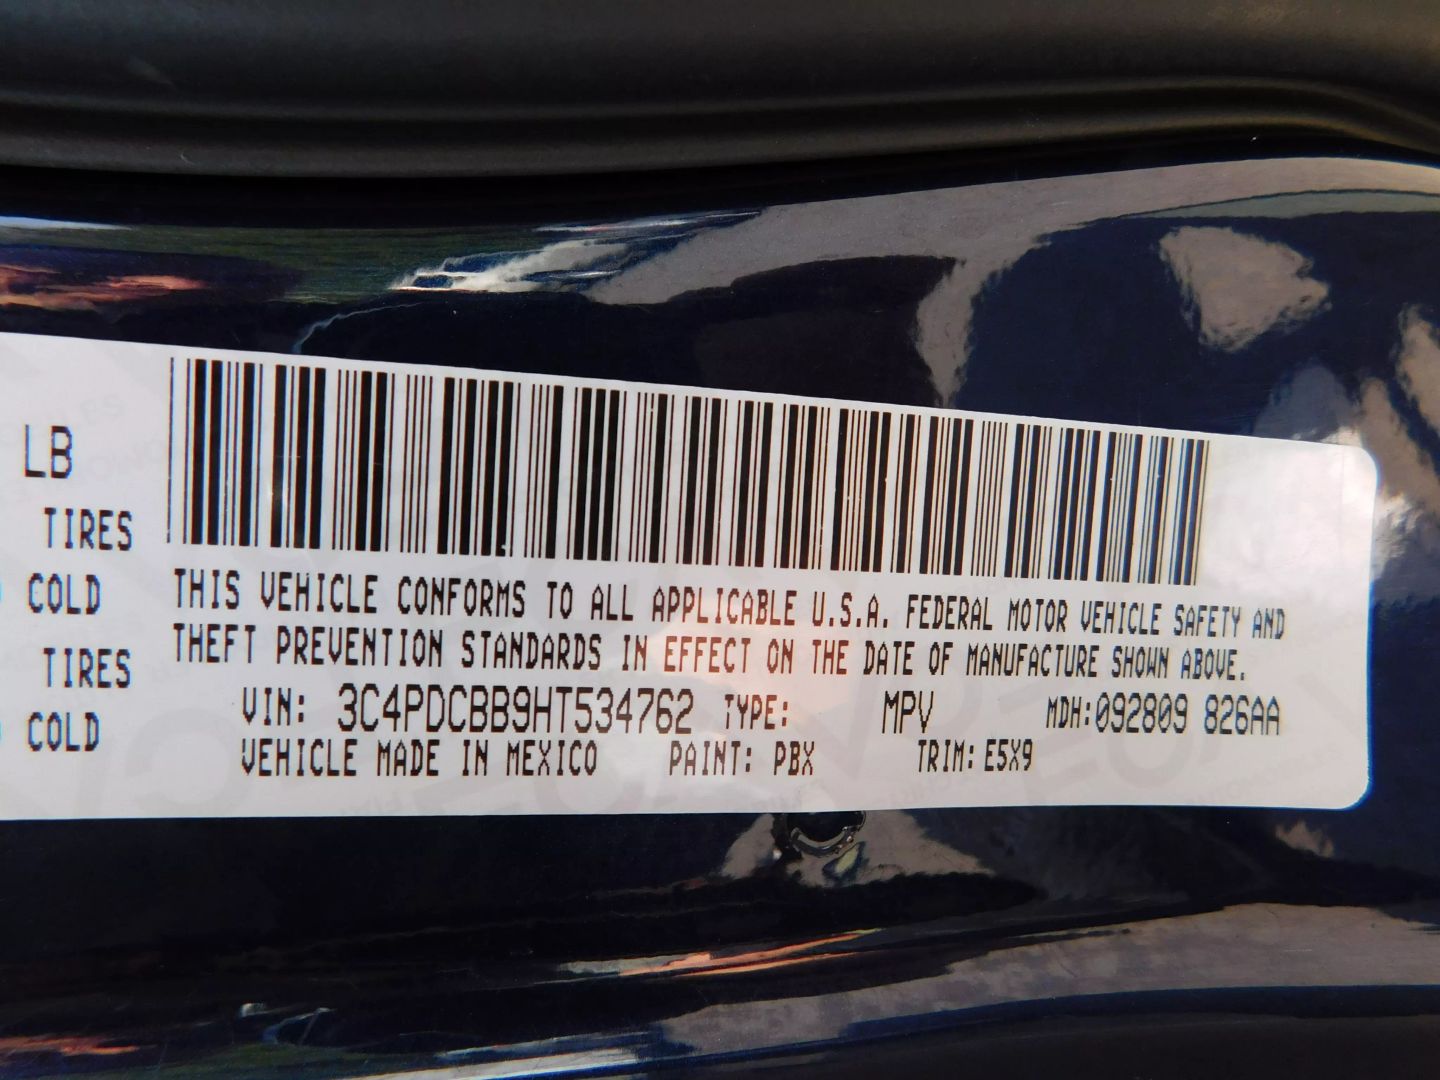 LB
TIRES
COLD
TIRES
COLD
THIS VEHICLE CONFORMS TO ALL APPLICABLE U.S.A. FEDERAL MOTOR VEHICLE SAFETY AND
THEFT PREVENTION STANDARDS IN EFFECT ON THE DATE OF MANUFACTURE SHOWN ABOVE.
VIN: 3C4PDCBB9HT534762 TYPE: MPV MDH:092809 826AA
VEHICLE MADE IN MEXICO PAINT: PBX TRIM: E5X9